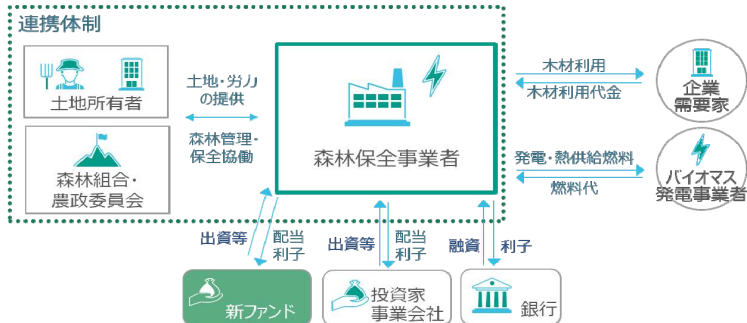 連携体制
土地所有者
森林組合・
農政委員会
土地・労力
の提供
森林管理・
保全協働
森林保全事業者
木材利用
木材利用代金
企業
需要家
発電・熱供給燃料
燃料代
バイオマス
発電事業者
出資等
配当
利子
出資等
配当
利子
融資
利子
新ファンド
投資家
事業会社
銀行